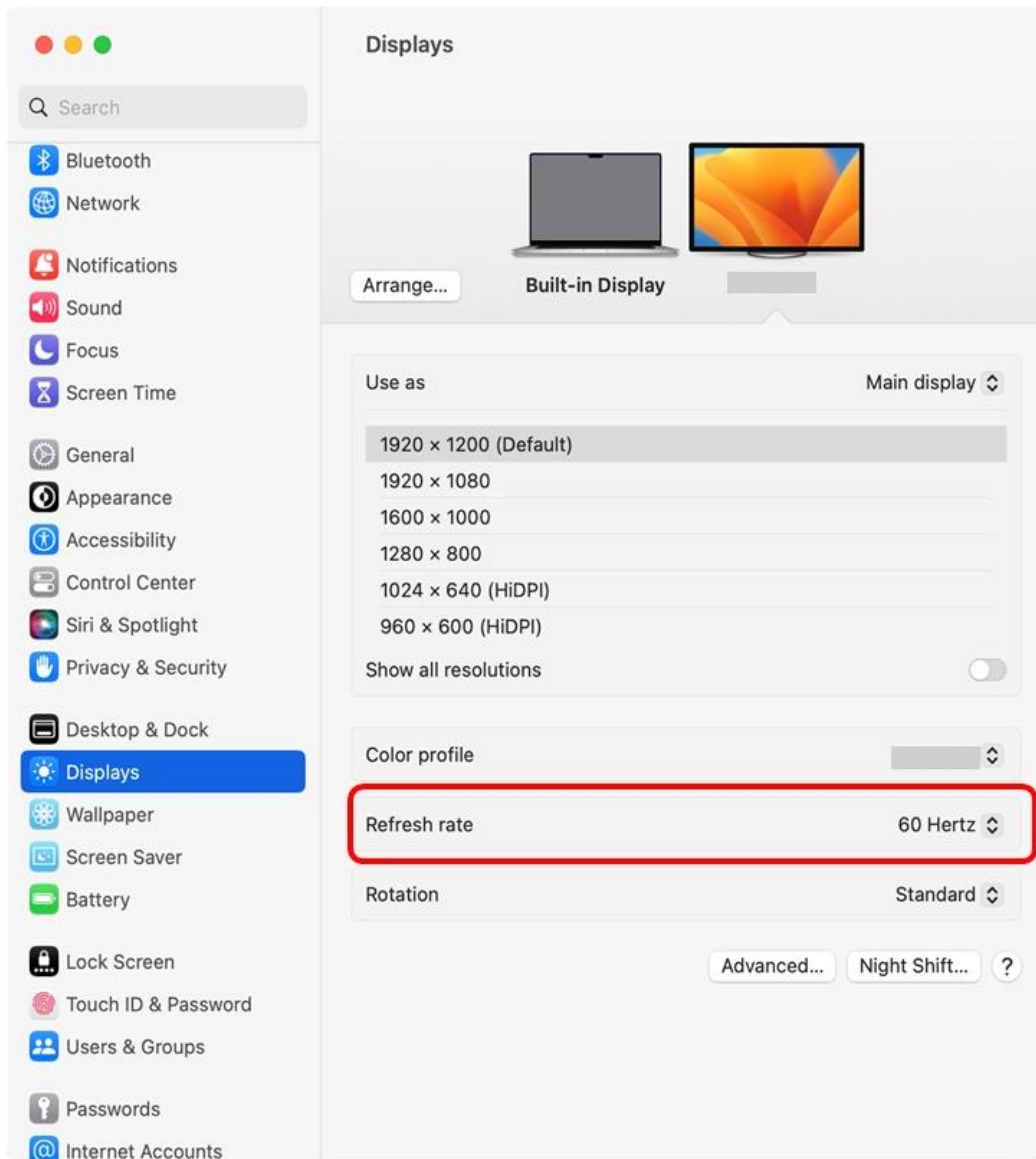 Search
Bluetooth
Network
Notifications
Sound
Focus
Screen Time
General
Appearance
Accessibility
Control Center
Siri & Spotlight
Privacy & Security
Desktop & Dock
Displays
Wallpaper
Screen Saver
Battery
Lock Screen
Touch ID & Password
Users & Groups
Passwords
Internet Accounts
Displays
Arrange...
Built-in Display
Use as Main display
1920 × 1200 (Default)
1920 × 1080
1600 × 1000
1280 × 800
1024 × 640 (HiDPI)
960 × 600 (HiDPI)
Show all resolutions
Color profile
Refresh rate 60 Hertz
Rotation Standard
Advanced... Night Shift... ?